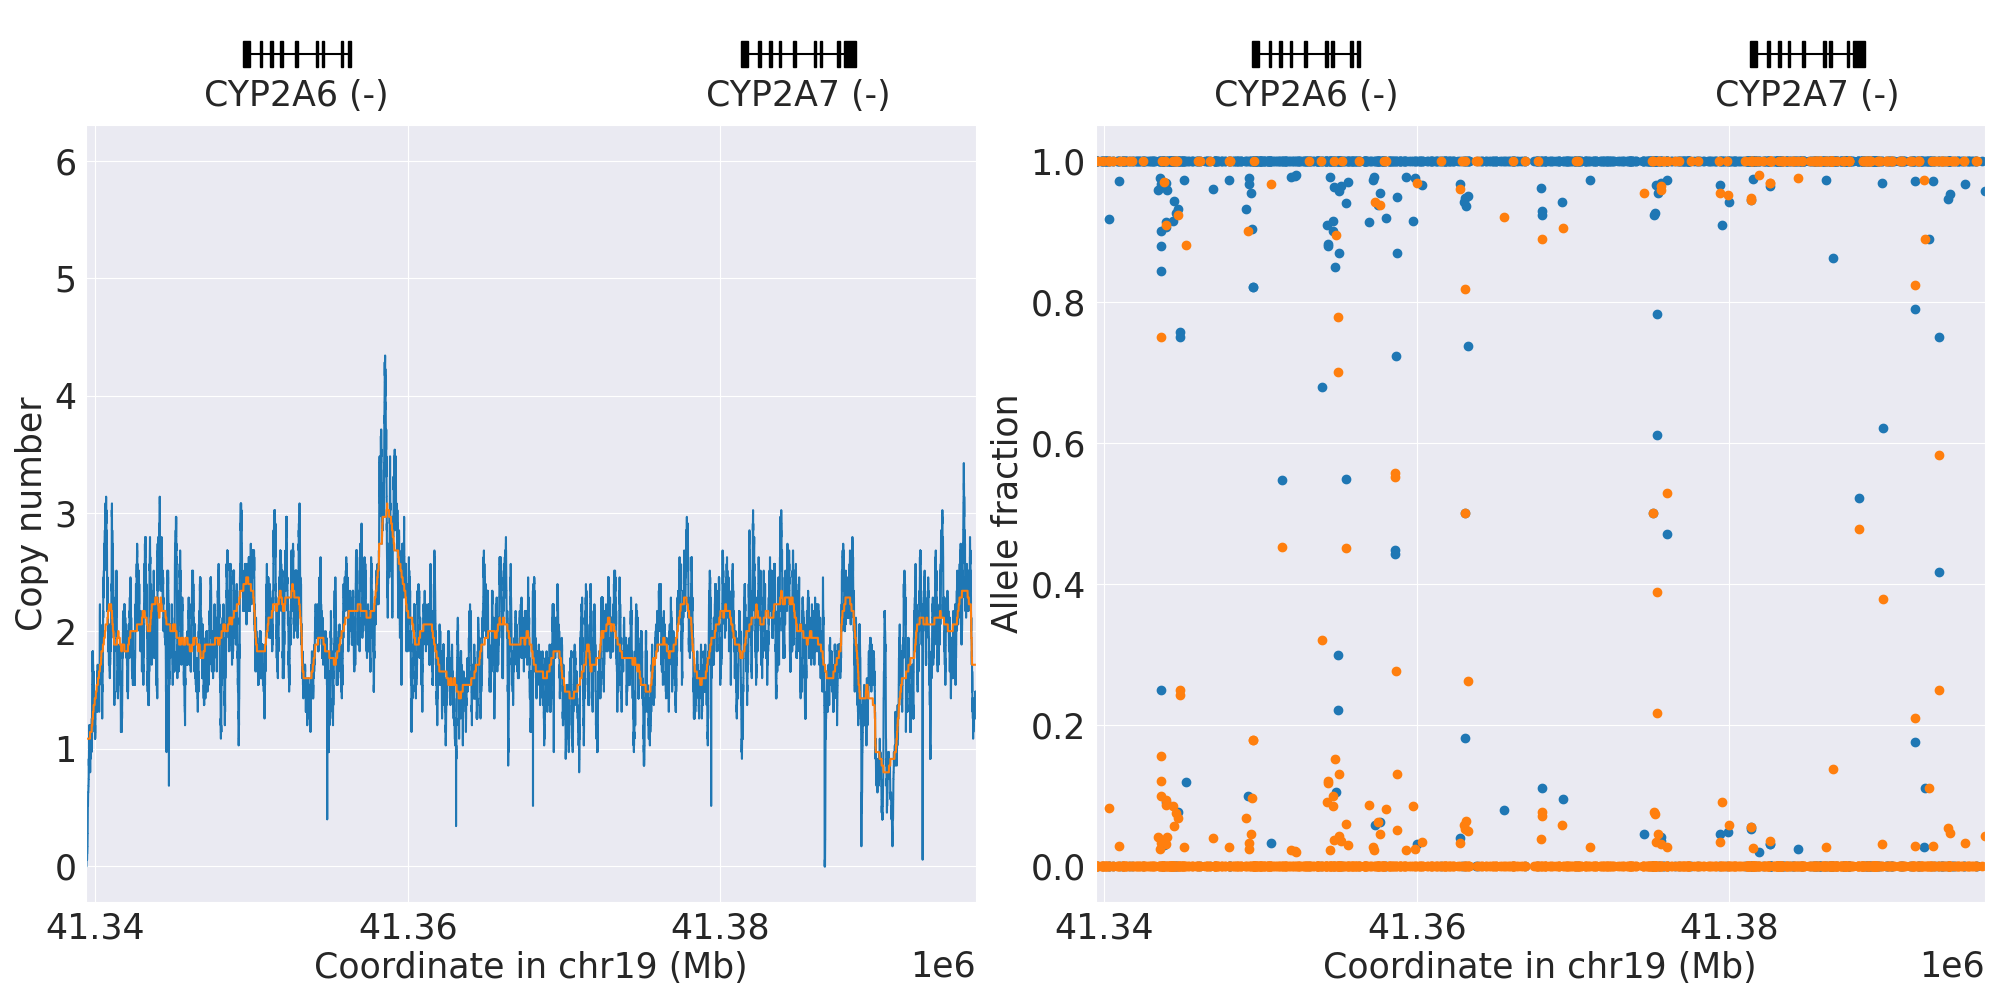 CYP2A6 (-) CYP2A7 (-)
CYP2A6 (-) CYP2A7 (-)
Copy number
6
5
4
3
2
1
0
41.34 41.36 41.38
Coordinate in chr19 (Mb) 1e6
Allele fraction
1.0
0.8
0.6
0.4
0.2
0.0
41.34 41.36 41.38
Coordinate in chr19 (Mb) 1e6